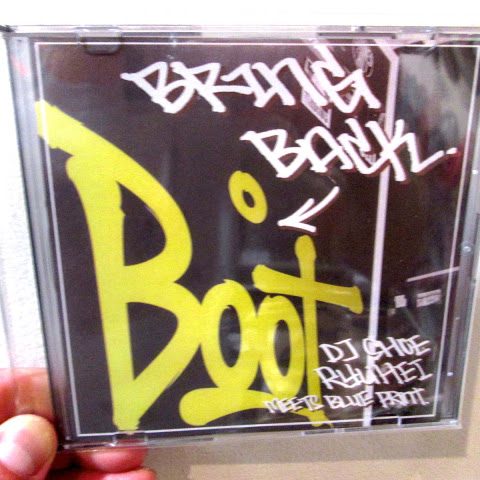 BRING
BACK.
Boot
DJ CHOE
RYUHEI
MEETS BLUE PRINT.